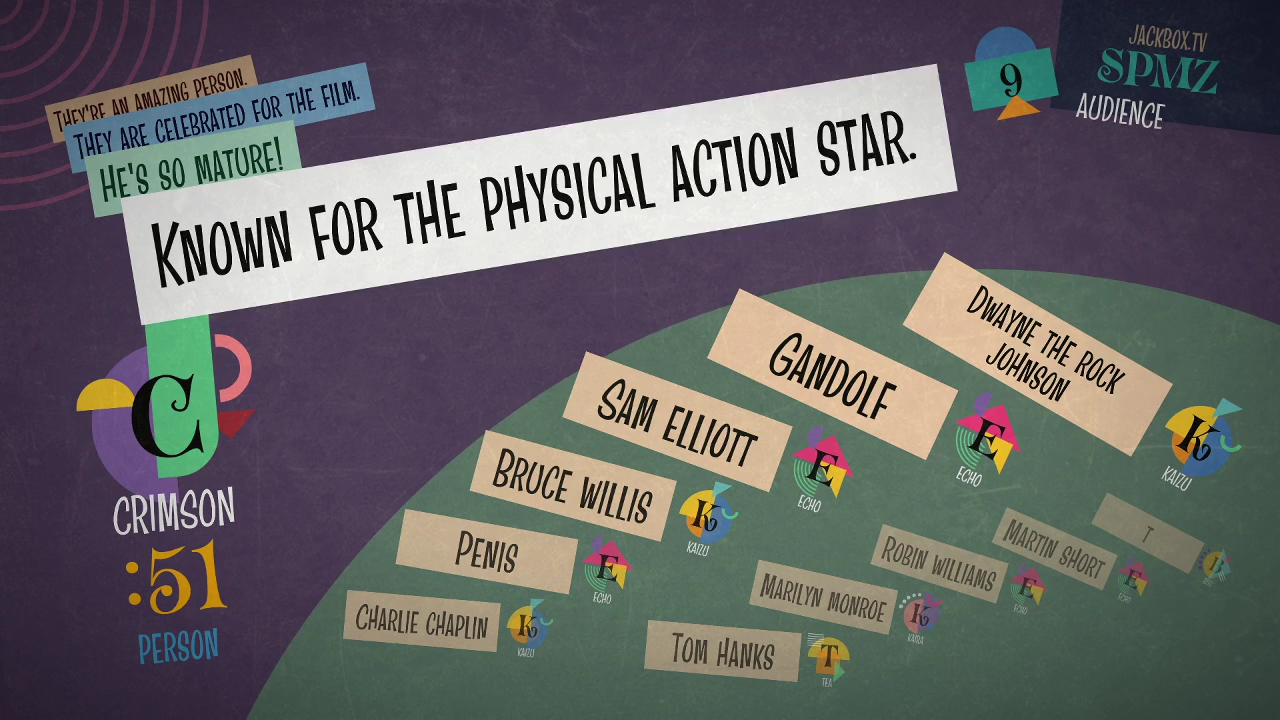 JACKBOX.TV
SPMZ
AUDIENCE
9
THEY'RE AN AMAZING PERSON.
THEY ARE CELEBRATED FOR THE FILM.
HE'S SO MATURE!
KNOWN FOR THE PHYSICAL ACTION STAR.
C
CRIMSON
:51
PERSON
DWAYNE THE ROCK
JOHNSON
K
KAIZU
GANDOLF
E
ECHO
SAM ELLIOTT
E
ECHO
BRUCE WILLIS
K
KAIZU
PENIS
E
ECHO
CHARLIE CHAPLIN
K
KAIZU
T
MARTIN SHORT
E
ECHO
ROBIN WILLIAMS
E
ECHO
MARILYN MONROE
K
TOM HANKS
T
TEA